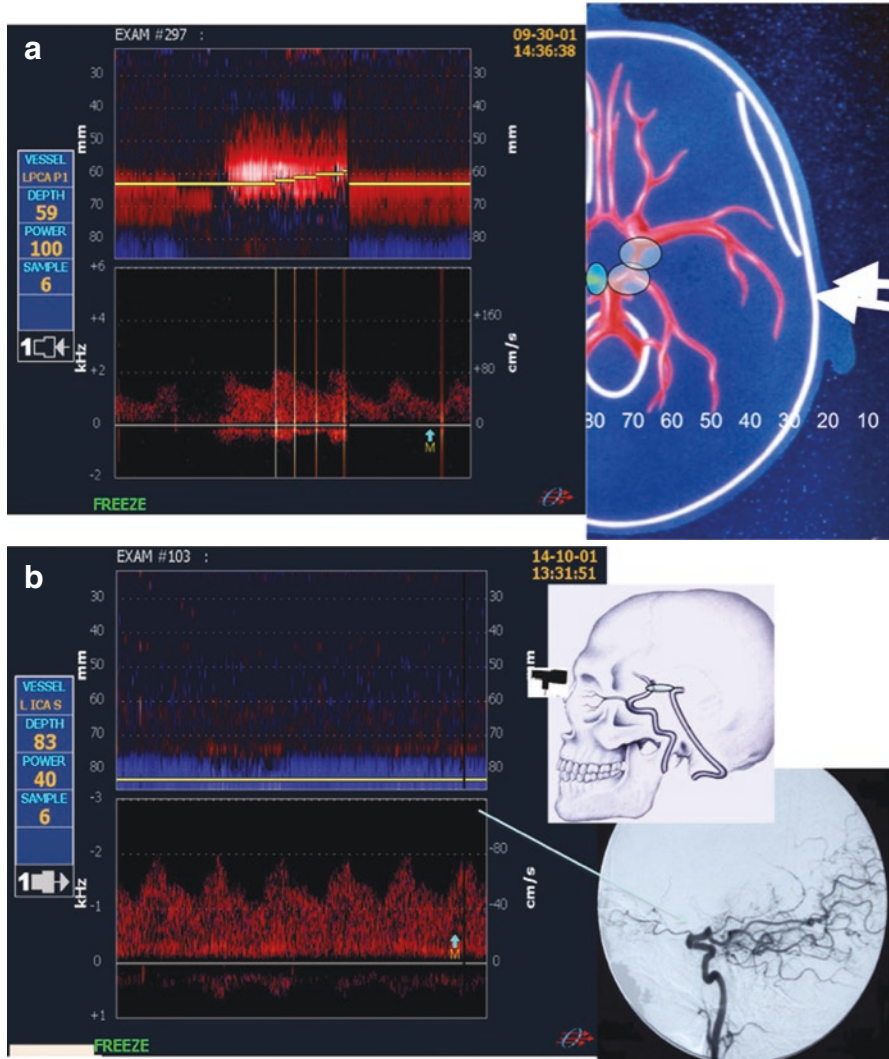 a
EXAM #297 :
09-30-01
14:36:38
VESSEL
LPCA P1
DEPTH
59
POWER
100
SAMPLE
6
1
mm
30
40
50
60
70
80
30
40
50
60
70
80
mm
kHz
+6
+4
+2
0
-2
+160
+80
0
cm/s
M
FREEZE
80 70 60 50 40 30 20 10
b
EXAM #103 :
14-10-01
13:31:51
VESSEL
L ICA S
DEPTH
83
POWER
40
SAMPLE
6
1
mm
30
40
50
60
70
80
30
40
50
60
70
80
mm
kHz
-3
-2
-1
0
+1
-80
-40
0
cm/s
M
FREEZE